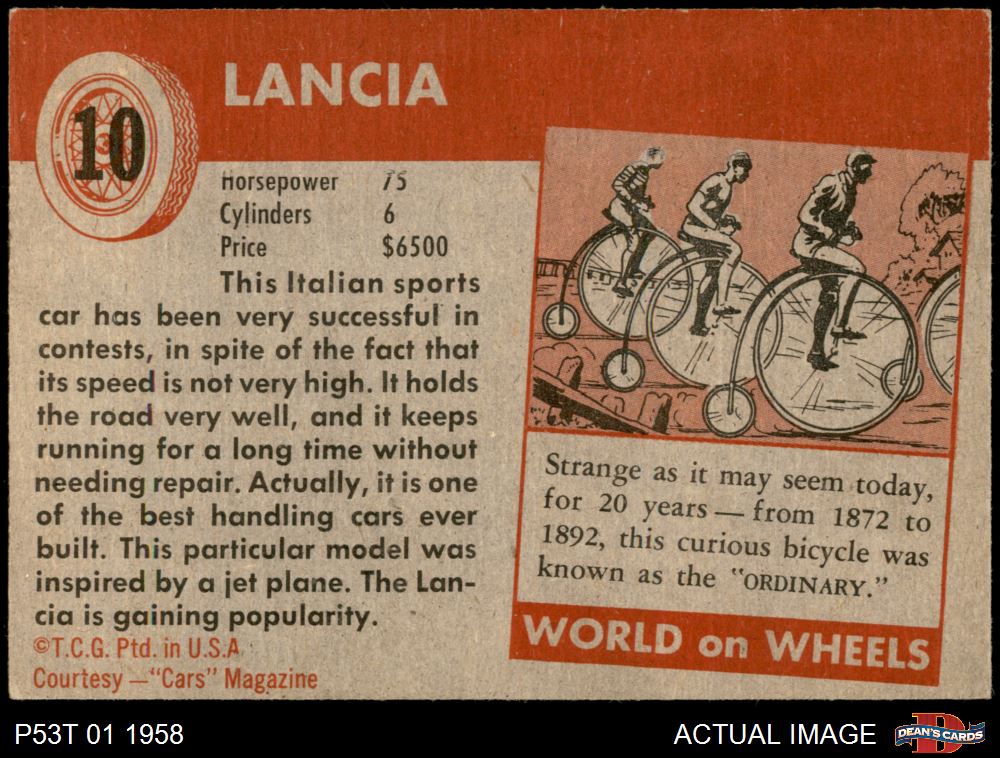 10
LANCIA
Horsepower 75
Cylinders 6
Price $6500
This Italian sports
car has been very successful in
contests, in spite of the fact that
its speed is not very high. It holds
the road very well, and it keeps
running for a long time without
needing repair. Actually, it is one
of the best handling cars ever
built. This particular model was
inspired by a jet plane. The Lan-
cia is gaining popularity.
©T.C.G. Ptd. in U.S.A.
Courtesy—"Cars" Magazine
Strange as it may seem today,
for 20 years — from 1872 to
1892, this curious bicycle was
known as the "ORDINARY."
WORLD on WHEELS
P53T 01 1958
ACTUAL IMAGE
D
DEAN'S CARDS